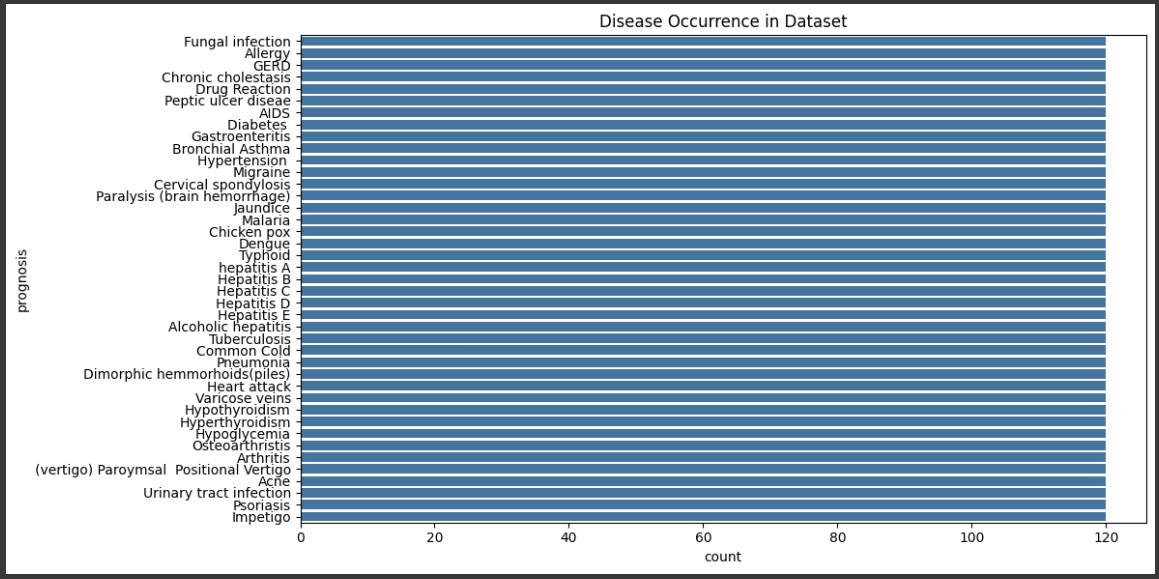 Disease Occurrence in Dataset
Fungal infection
Allergy
GERD
Chronic cholestasis
Drug Reaction
Peptic ulcer diseae
AIDS
Diabetes
Gastroenteritis
Bronchial Asthma
Hypertension
Migraine
Cervical spondylosis
Paralysis (brain hemorrhage)
Jaundice
Malaria
Chicken pox
Dengue
Typhoid
hepatitis A
Hepatitis B
Hepatitis C
Hepatitis D
Hepatitis E
Alcoholic hepatitis
Tuberculosis
Common Cold
Pneumonia
Dimorphic hemmorhoids(piles)
Heart attack
Varicose veins
Hypothyroidism
Hyperthyroidism
Hypoglycemia
Osteoarthristis
Arthritis
(vertigo) Paroymsal  Positional Vertigo
Acne
Urinary tract infection
Psoriasis
Impetigo
prognosis
0 20 40 60 80 100 120
count